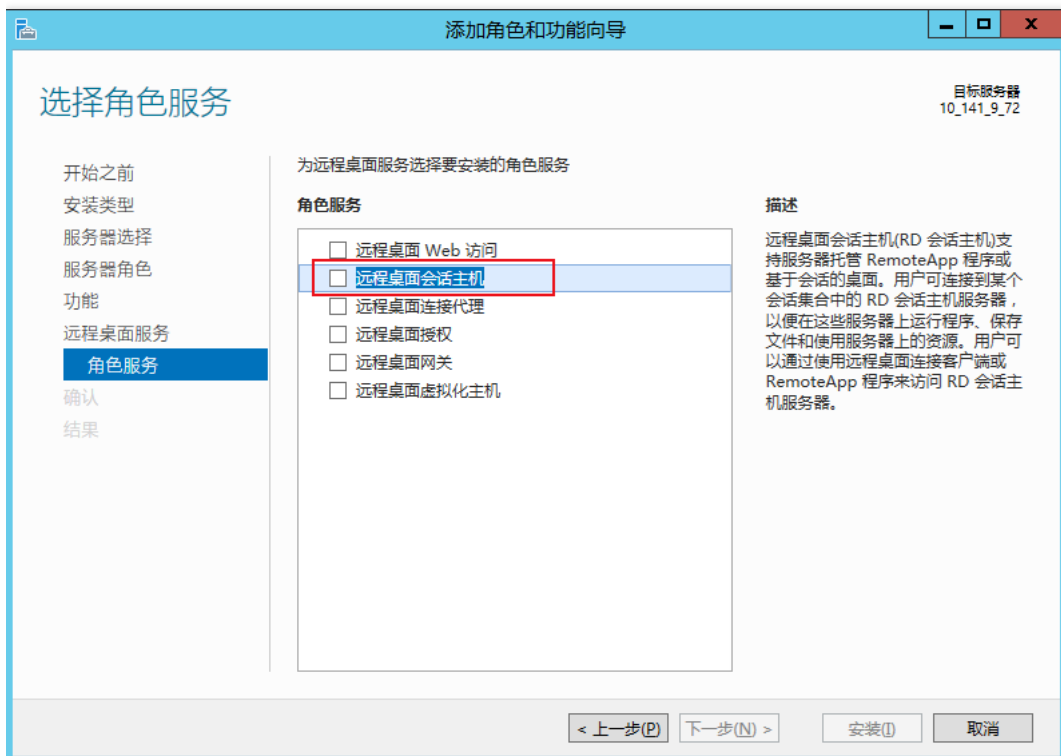 添加角色和功能向导
选择角色服务
目标服务器
10_141_9_72
开始之前
安装类型
服务器选择
服务器角色
功能
远程桌面服务
角色服务
确认
结果
为远程桌面服务选择要安装的角色服务
角色服务
远程桌面 Web 访问
远程桌面会话主机
远程桌面连接代理
远程桌面授权
远程桌面网关
远程桌面虚拟化主机
描述
远程桌面会话主机(RD 会话主机)支
持服务器托管 RemoteApp 程序或
基于会话的桌面。用户可连接到某个
会话集合中的 RD 会话主机服务器，
以便在这些服务器上运行程序、保存
文件和使用服务器上的资源。用户可
以通过使用远程桌面连接客户端或
RemoteApp 程序来访问 RD 会话主
机服务器。
< 上一步(P)
下一步(N) >
安装(I)
取消